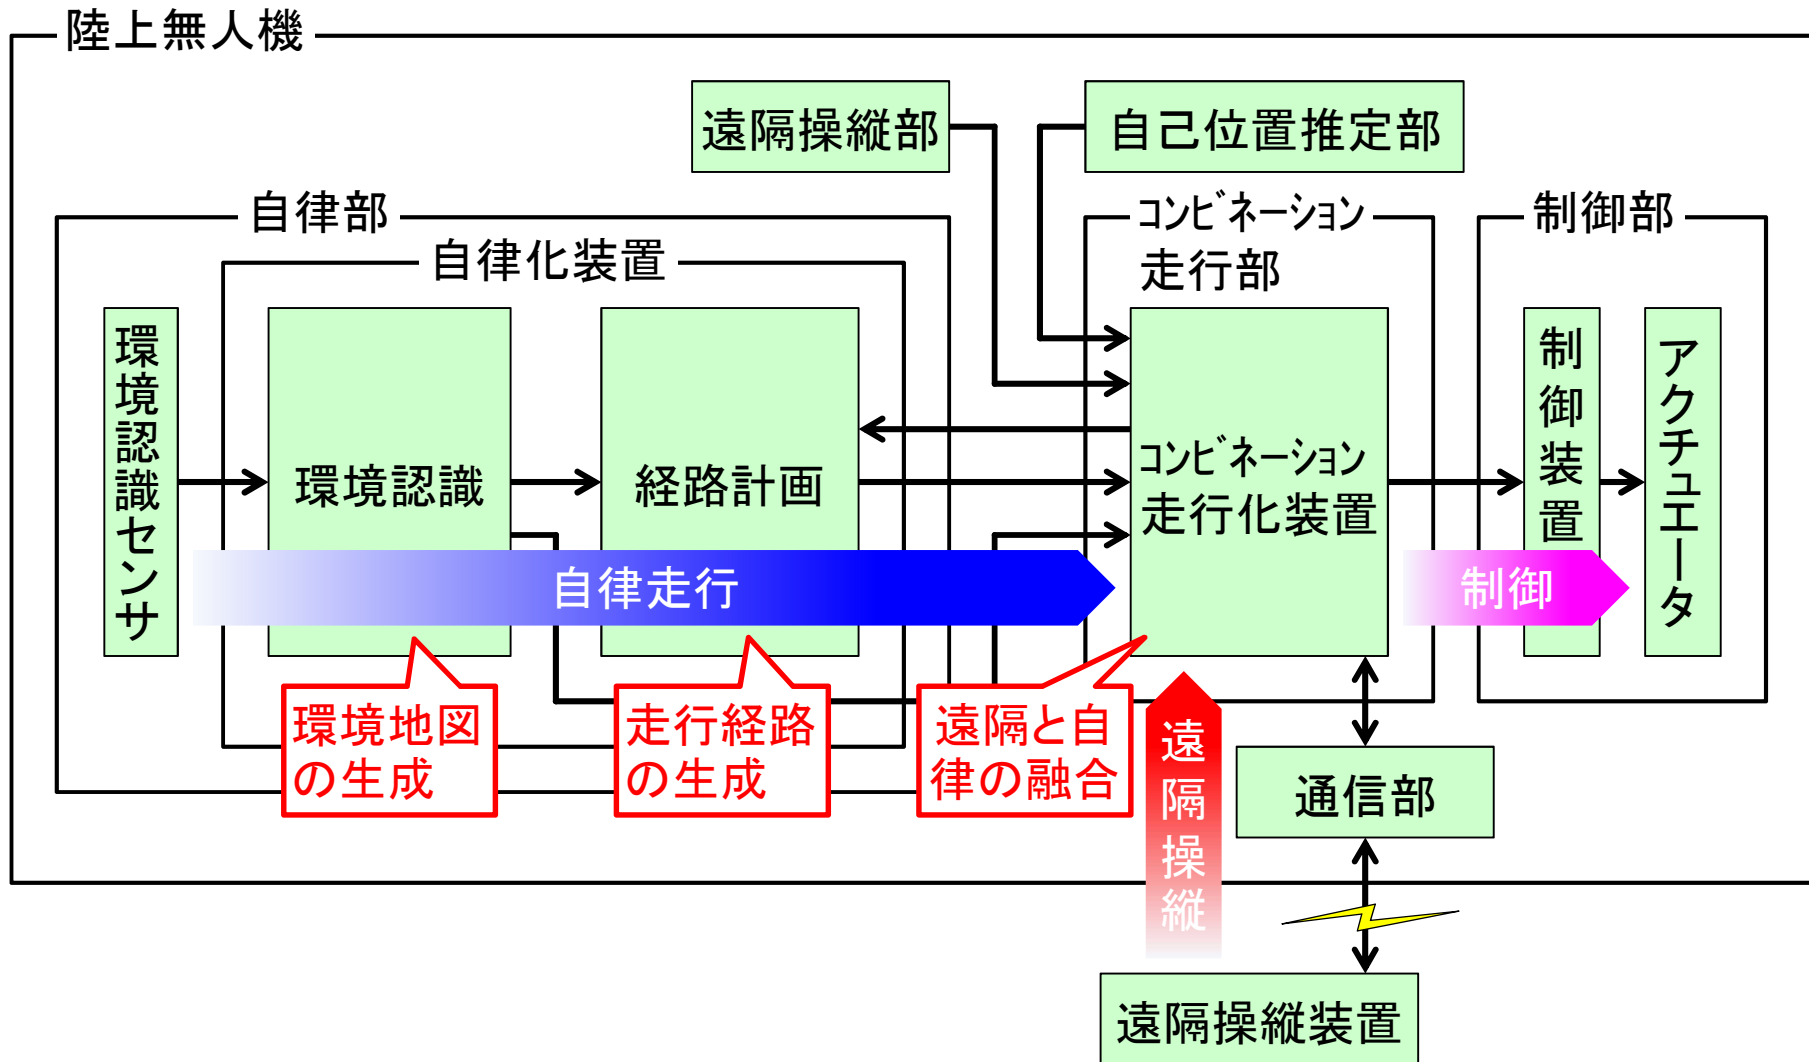 陸上無人機
遠隔操縦部
自己位置推定部
自律部
コンビネーション
走行部
制御部
自律化装置
環境認識センサ
環境認識
経路計画
コンビネーション
走行化装置
制御装置
アクチュエータ
自律走行
制御
環境地図
の生成
走行経路
の生成
遠隔と自
律の融合
遠隔操縦
通信部
遠隔操縦装置